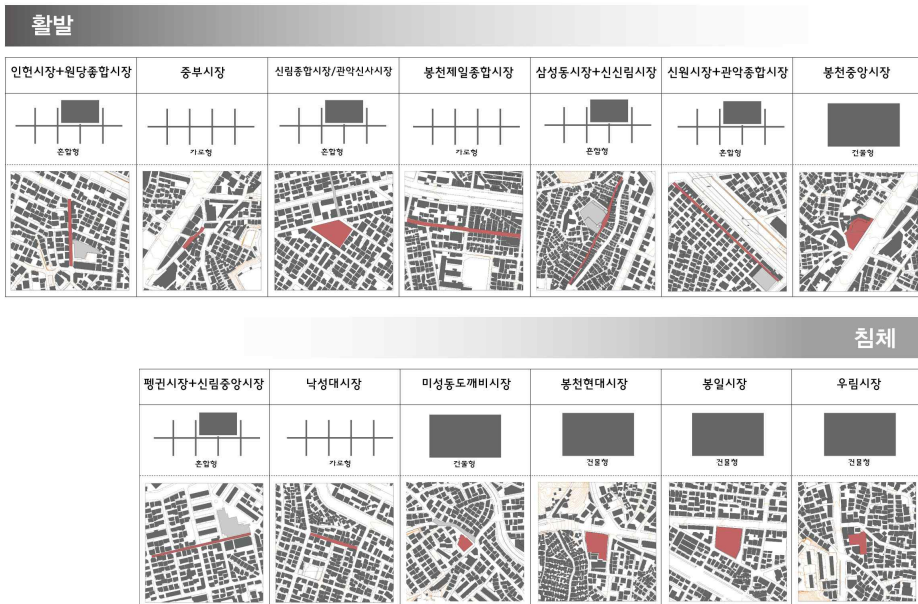 활발
인헌시장+원당종합시장
중부시장
신림종합시장/관악신사시장
봉천제일종합시장
삼성동시장+신신림시장
신원시장+관악종합시장
봉천중앙시장
혼합형
가로형
혼합형
가로형
혼합형
혼합형
건물형
침체
펭귄시장+신림중앙시장
낙성대시장
미성동도깨비시장
봉천현대시장
봉일시장
우림시장
혼합형
가로형
건물형
건물형
건물형
건물형